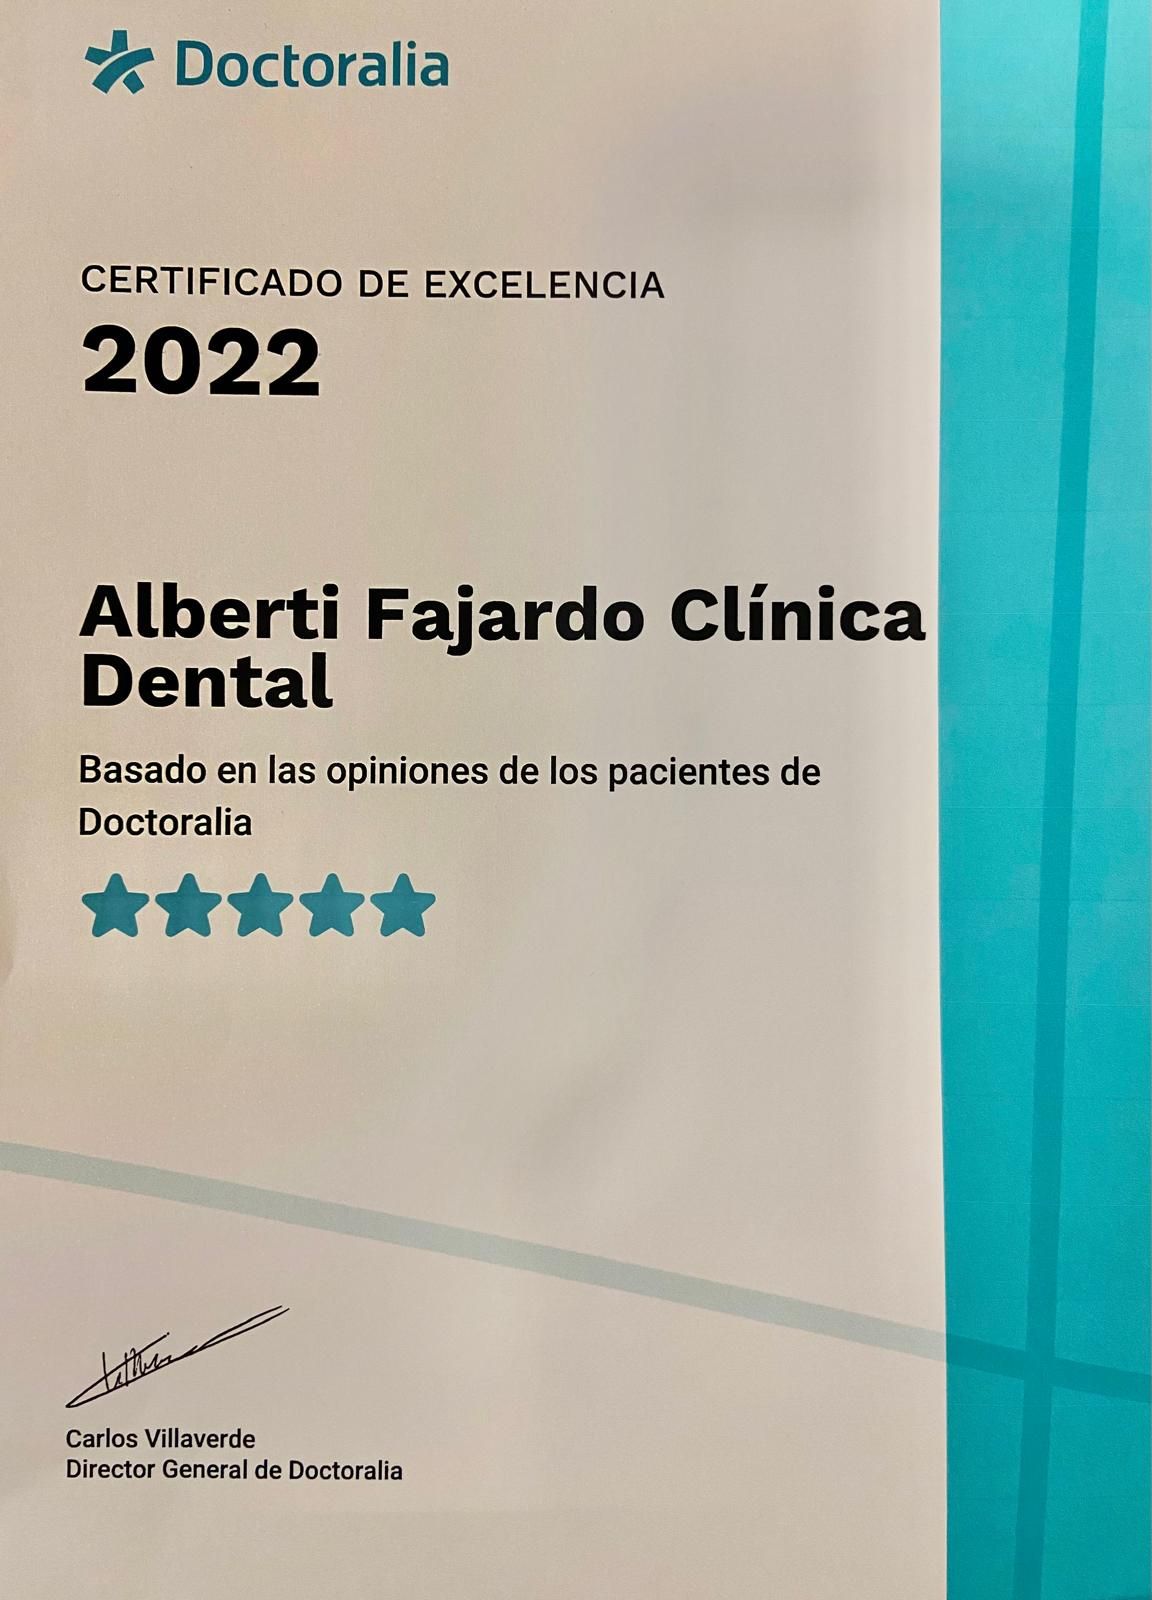 Doctoralia
CERTIFICADO DE EXCELENCIA
2022
Alberti Fajardo Clínica
Dental
Basado en las opiniones de los pacientes de
Doctoralia
Carlos Villaverde
Director General de Doctoralia